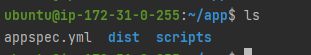 ubuntu@ip-172-31-0-255:~/app$ ls
appspec.yml dist scripts